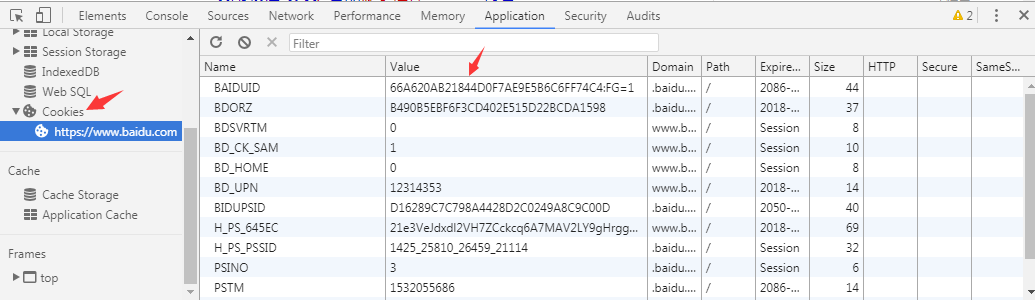 Elements Console Sources Network Performance Memory Application Security Audits 2
Local Storage
Session Storage
IndexedDB
Web SQL
Cookies
https://www.baidu.com
Cache
Cache Storage
Application Cache
Frames
top
Filter
Name Value Domain Path Expire... Size HTTP Secure SameS...
BAIDUID 66A620AB21844D0F7AE9E5B6C6FF74C4:FG=1 .baidu.... / 2086-... 44
BDORZ B490B5EBF6F3CD402E515D22BCDA1598 .baidu.... / 2018-... 37
BDSVRTM 0 www.b... / Session 8
BD_CK_SAM 1 www.b... / Session 10
BD_HOME 0 www.b... / Session 8
BD_UPN 12314353 www.b... / 2018-... 14
BIDUPSID D16289C7C798A4428D2C0249A8C9C00D .baidu.... / 2050-... 40
H_PS_645EC 21e3VeJdxdI2VH7ZCckcq6A7MAV2LY9gHrgg... www.b... / 2018-... 69
H_PS_PSSID 1425_25810_26459_21114 .baidu.... / Session 32
PSINO 3 .baidu.... / Session 6
PSTM 1532055686 .baidu.... / 2086-... 14